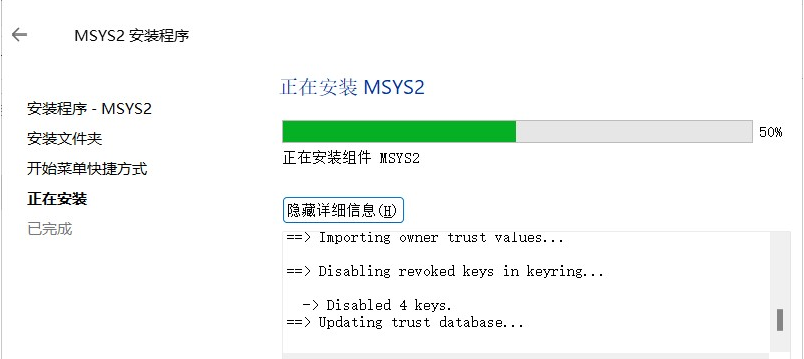 MSYS2 安装程序
正在安装 MSYS2
安装程序 - MSYS2
安装文件夹
开始菜单快捷方式
正在安装
已完成
50%
正在安装组件 MSYS2
隐藏详细信息(H)
==> Importing owner trust values...
==> Disabling revoked keys in keyring...
-> Disabled 4 keys.
==> Updating trust database...